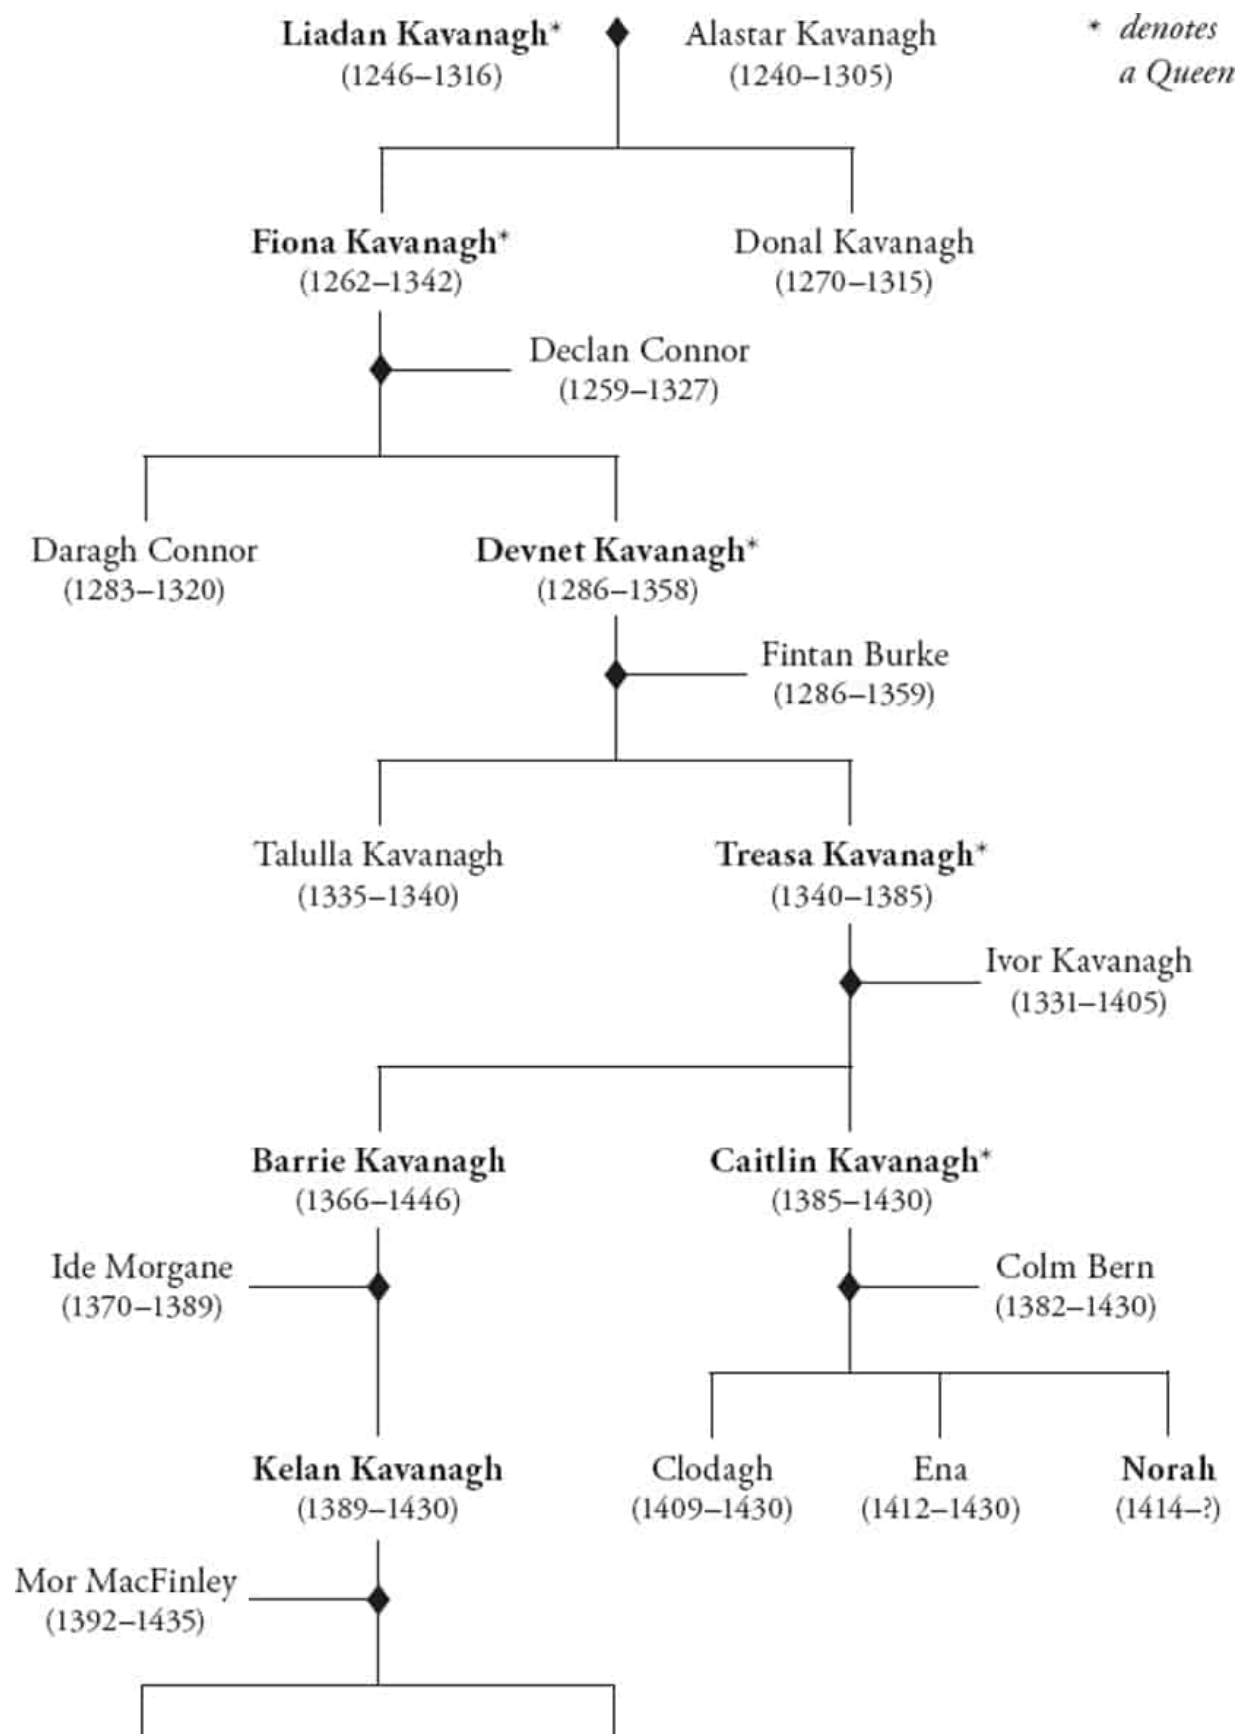 Liadan Kavanagh*
(1246–1316)
Alastar Kavanagh
(1240–1305)
* denotes
a Queen
Fiona Kavanagh*
(1262–1342)
Donal Kavanagh
(1270–1315)
Declan Connor
(1259–1327)
Daragh Connor
(1283–1320)
Devnet Kavanagh*
(1286–1358)
Fintan Burke
(1286–1359)
Talulla Kavanagh
(1335–1340)
Treasa Kavanagh*
(1340–1385)
Ivor Kavanagh
(1331–1405)
Barrie Kavanagh
(1366–1446)
Caitlin Kavanagh*
(1385–1430)
Ide Morgane
(1370–1389)
Colm Bern
(1382–1430)
Kelan Kavanagh
(1389–1430)
Clodagh
(1409–1430)
Ena
(1412–1430)
Norah
(1414–?)
Mor MacFinley
(1392–1435)